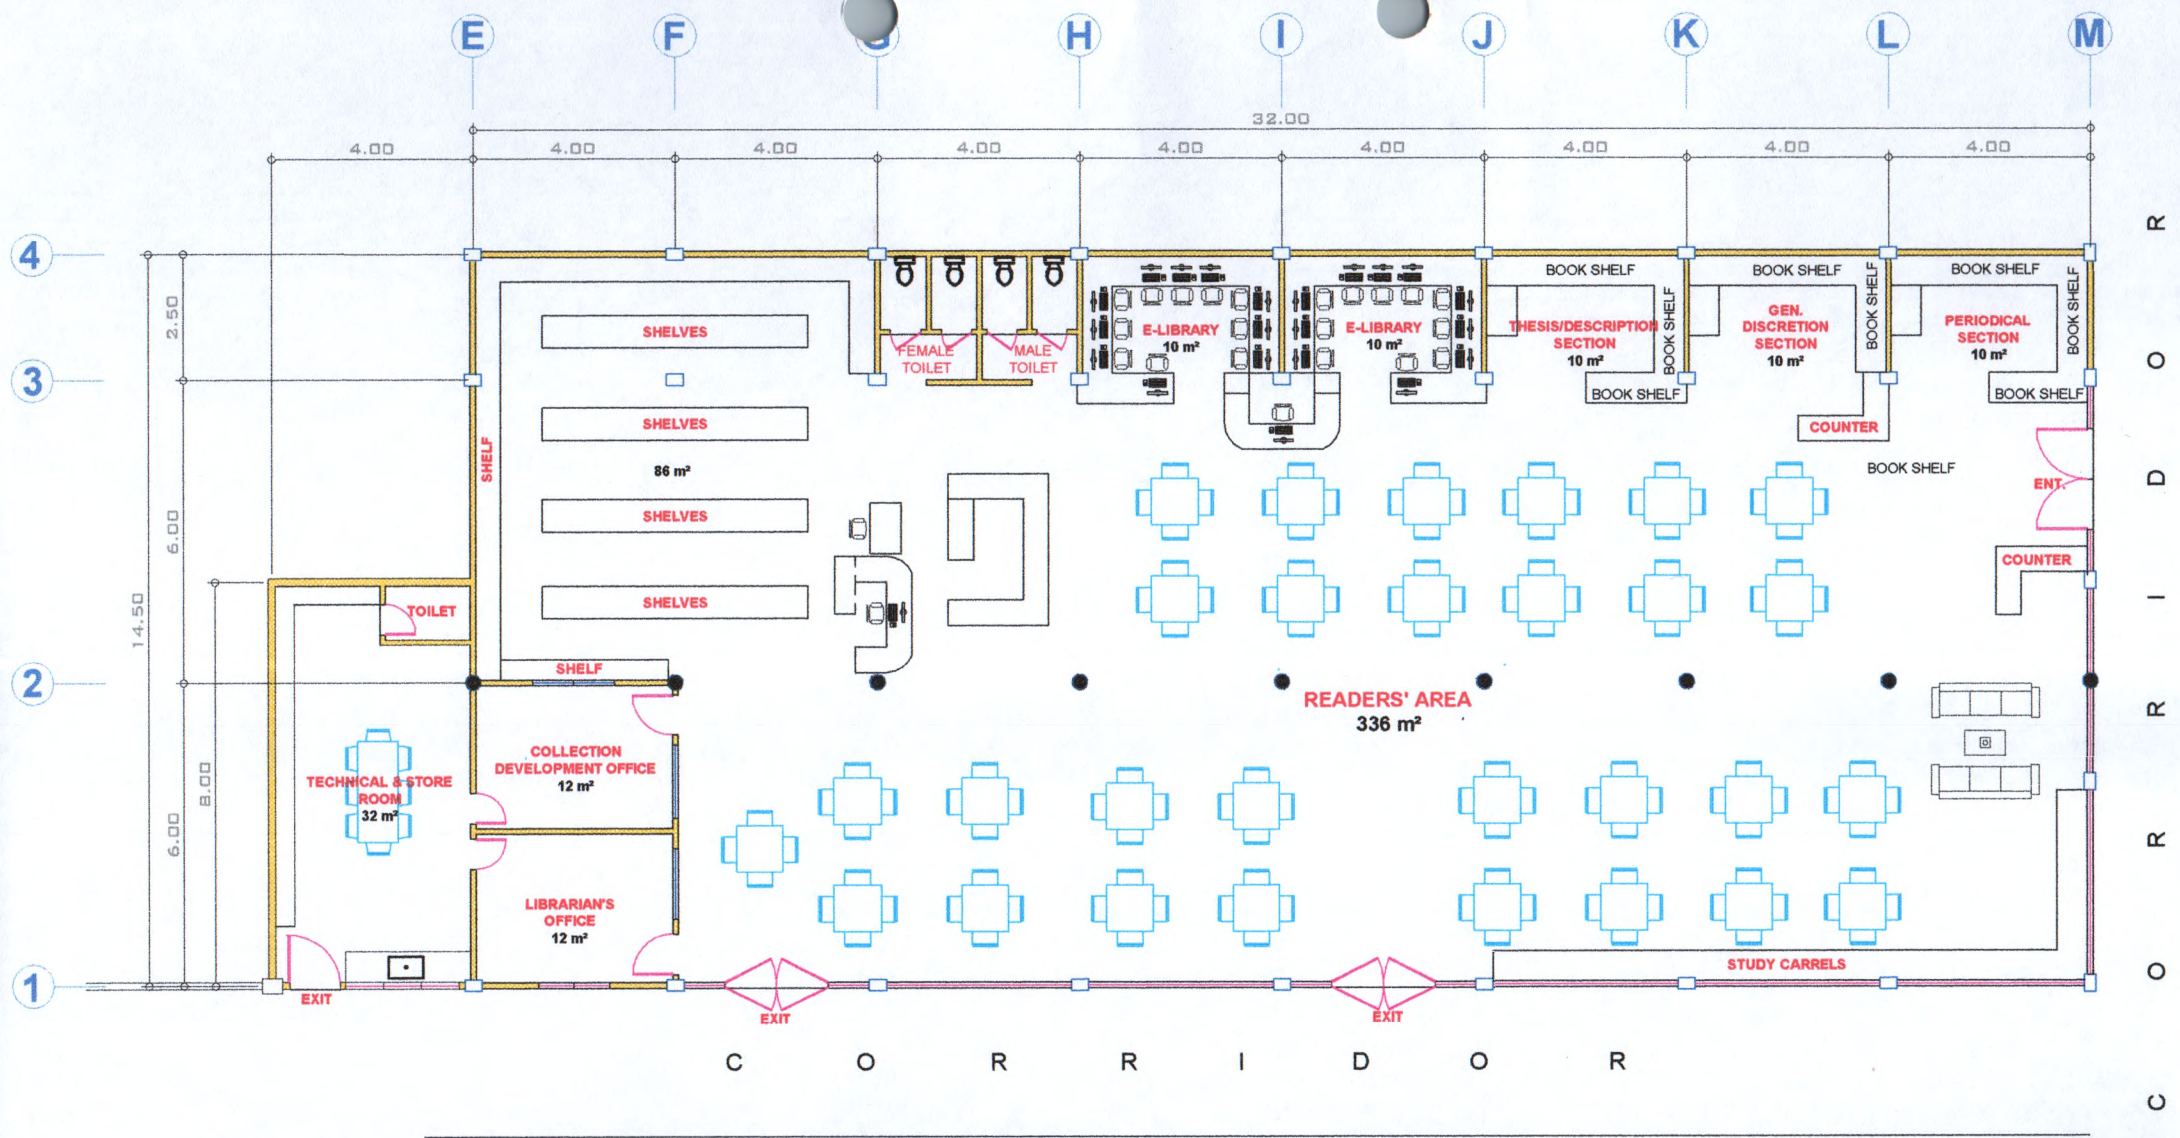 E
F
G
H
I
J
K
L
M
32.00
4.00
4.00
4.00
4.00
4.00
4.00
4.00
4.00
4.00
4
3
2
1
2.50
6.00
14.50
8.00
6.00
SHELVES
SHELVES
86 m²
SHELVES
SHELVES
SHELF
SHELF
FEMALE
TOILET
MALE
TOILET
E-LIBRARY
10 m²
E-LIBRARY
10 m²
BOOK SHELF
THESIS/DESCRIPTION
SECTION
10 m²
BOOK SHELF
BOOK SHELF
BOOK SHELF
GEN.
DISCRETION
SECTION
10 m²
BOOK SHELF
COUNTER
BOOK SHELF
PERIODICAL
SECTION
10 m²
BOOK SHELF
BOOK SHELF
BOOK SHELF
ENT.
COUNTER
TOILET
READERS' AREA
336 m²
COLLECTION
DEVELOPMENT OFFICE
12 m²
TECHNICAL & STORE
ROOM
32 m²
LIBRARIAN'S
OFFICE
12 m²
STUDY CARRELS
EXIT
EXIT
EXIT
C O R R I D O R
C O R R I D O R